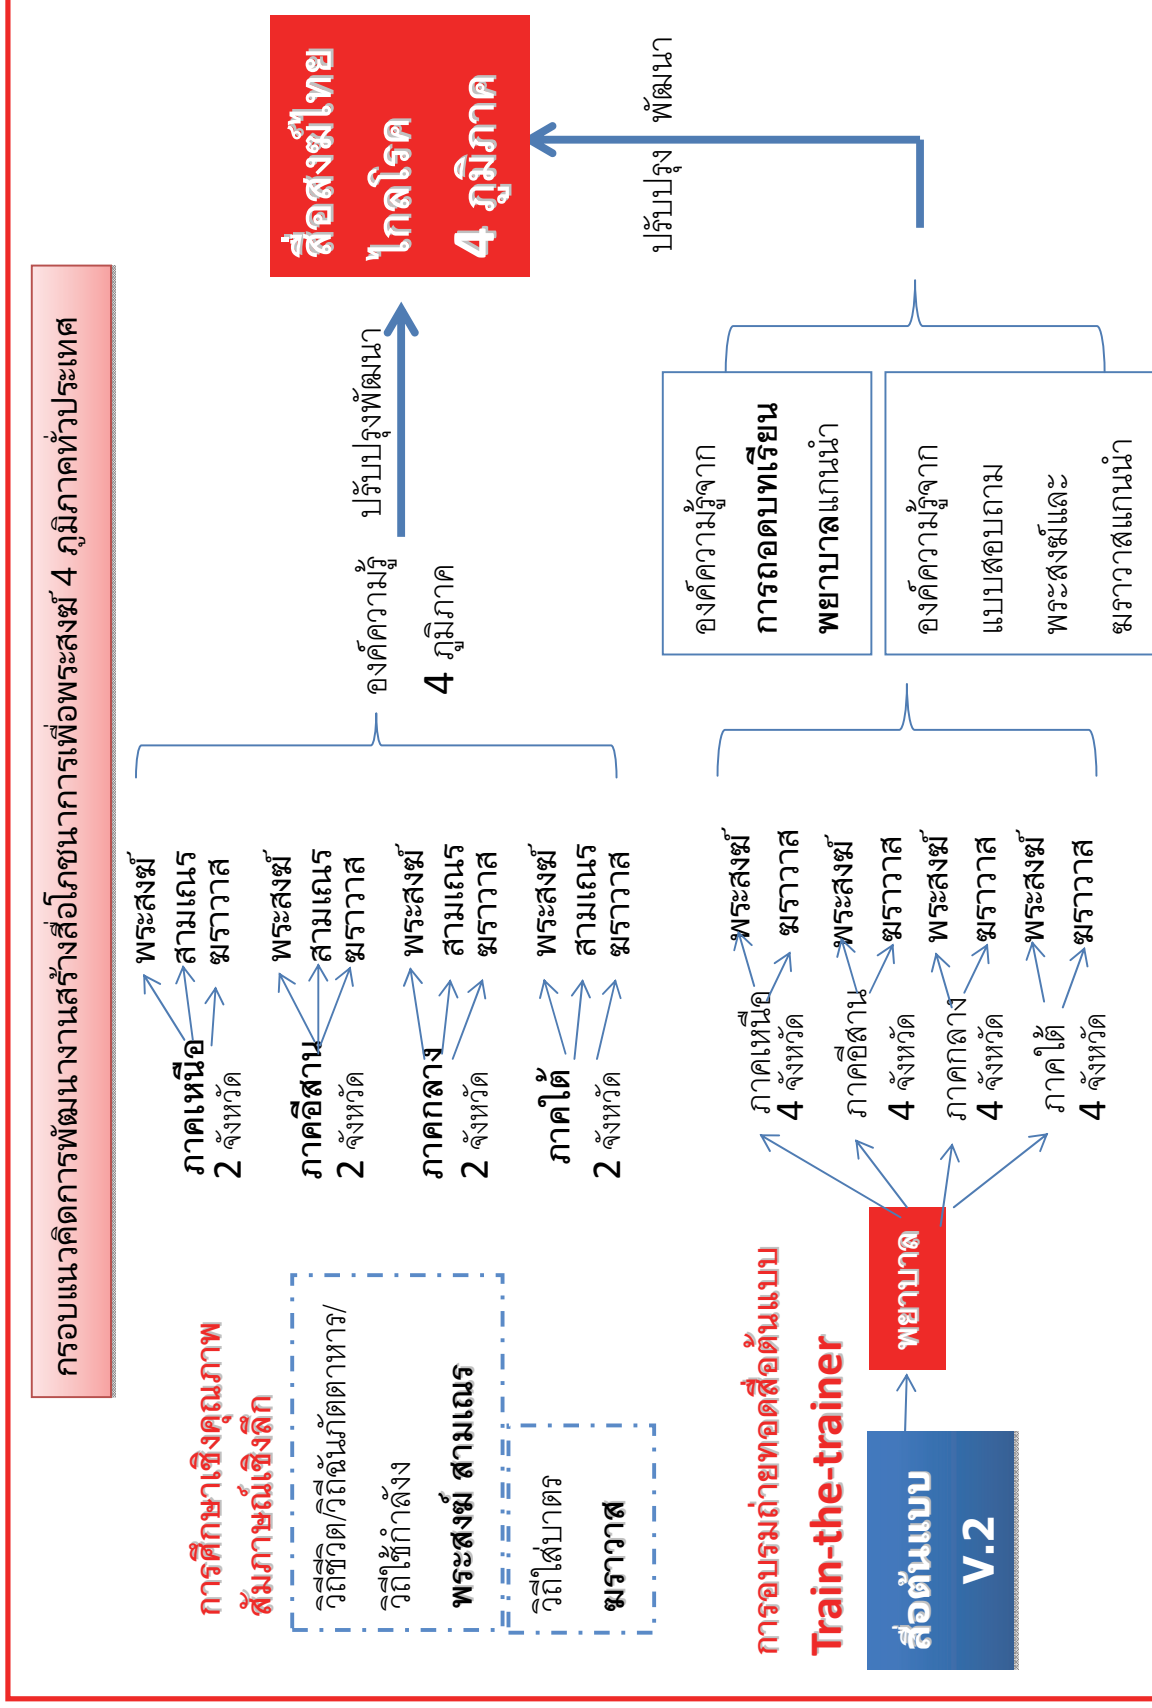 กรอบแนวคิดการพัฒนางานสร้างสื่อโภชนาการเพื่อพระสงฆ์ 4 ภูมิภาคทั่วประเทศ
การศึกษาเชิงคุณภาพ
สัมภาษณ์เชิงลึก
วิถีชีวิต/วิถีฉันภัตตาหาร/
วิถีใช้กำลังง
พระสงฆ์ สามเณร
วิถีใส่บาตร
ฆราวาส
ภาคเหนือ
2 จังหวัด
พระสงฆ์
สามเณร
ฆราวาส
ภาคอีสาน
2 จังหวัด
พระสงฆ์
สามเณร
ฆราวาส
ภาคกลาง
2 จังหวัด
พระสงฆ์
สามเณร
ฆราวาส
ภาคใต้
2 จังหวัด
พระสงฆ์
สามเณร
ฆราวาส
องค์ความรู้
4 ภูมิภาค
ปรับปรุงพัฒนา
สื่อสงฆ์ไทย
ไกลโรค
4 ภูมิภาค
การอบรมถ่ายทอดสื่อต้นแบบ
Train-the-trainer
สื่อต้นแบบ
V.2
พยาบาล
ภาคเหนือ
4 จังหวัด
พระสงฆ์
ฆราวาส
ภาคอีสาน
4 จังหวัด
พระสงฆ์
ฆราวาส
ภาคกลาง
4 จังหวัด
พระสงฆ์
ฆราวาส
ภาคใต้
4 จังหวัด
พระสงฆ์
ฆราวาส
องค์ความรู้จาก
การถอดบทเรียน
พยาบาลแกนนำ
องค์ความรู้จาก
แบบสอบถาม
พระสงฆ์และ
ฆราวาสแกนนำ
ปรับปรุง พัฒนา